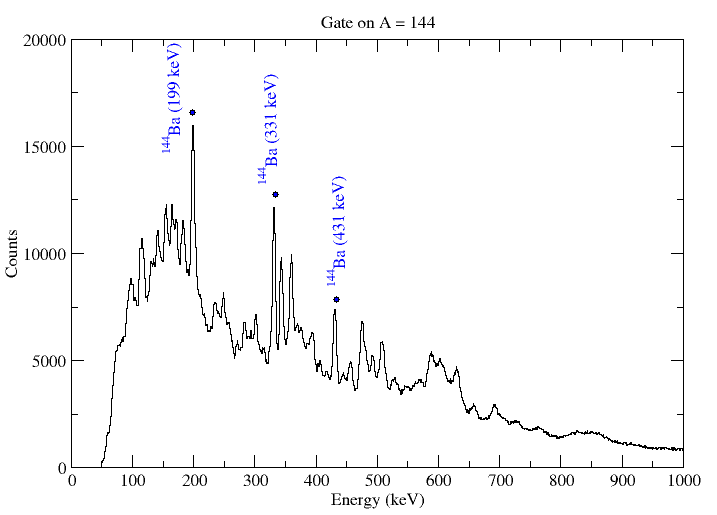 Gate on A = 144
20000
15000
10000
5000
0
Counts
144Ba (199 keV)
144Ba (331 keV)
144Ba (431 keV)
0 100 200 300 400 500 600 700 800 900 1000
Energy (keV)